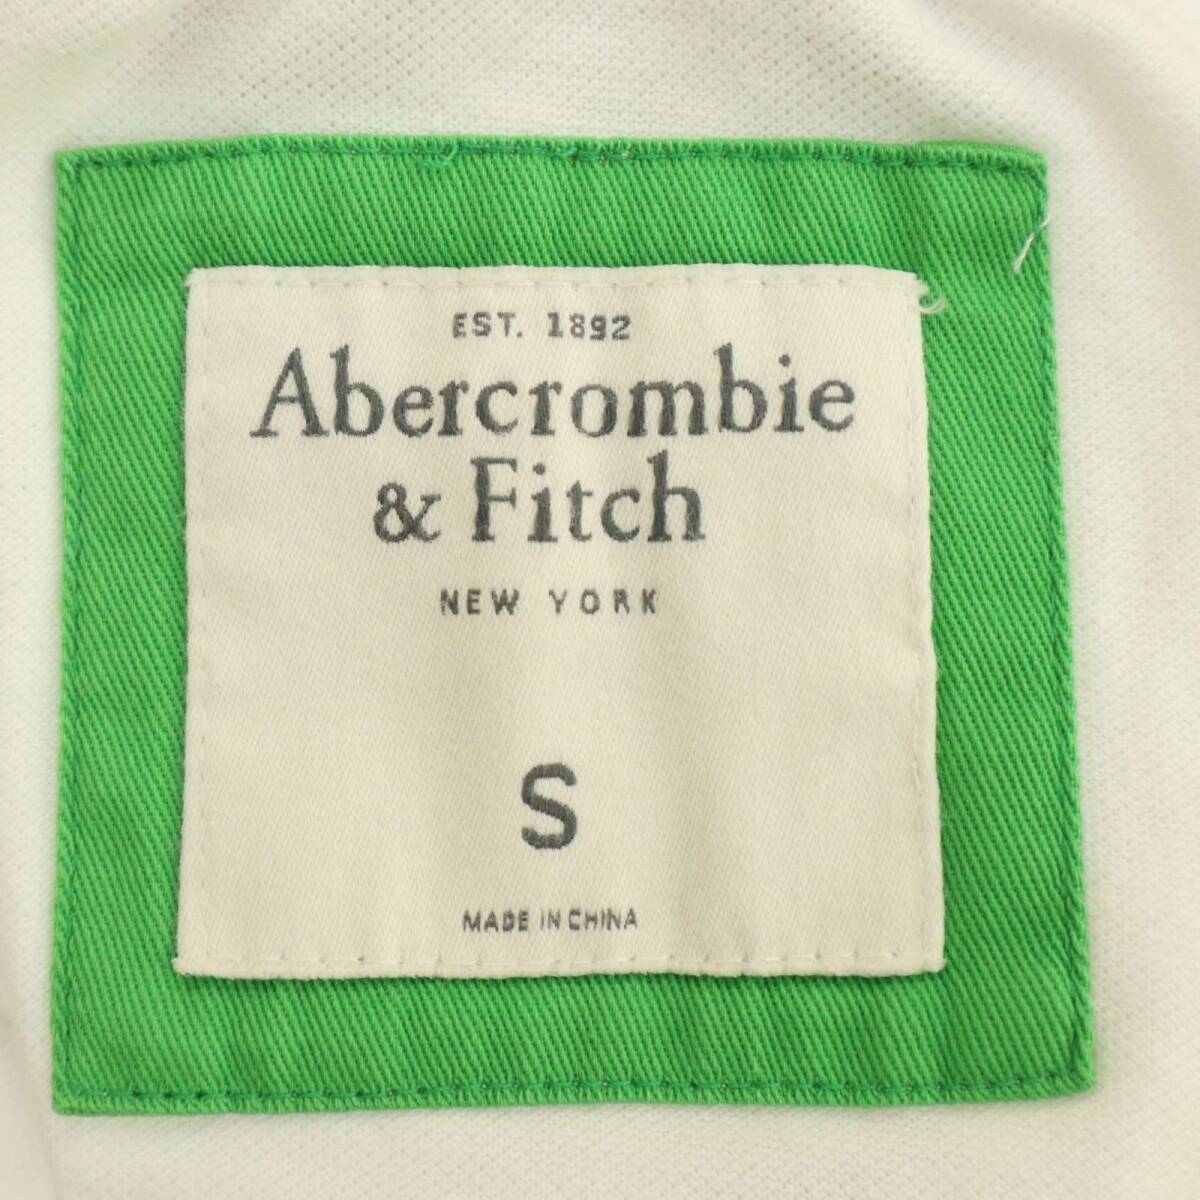 EST. 1892
Abercrombie
& Fitch
NEW YORK
S
MADE IN CHINA